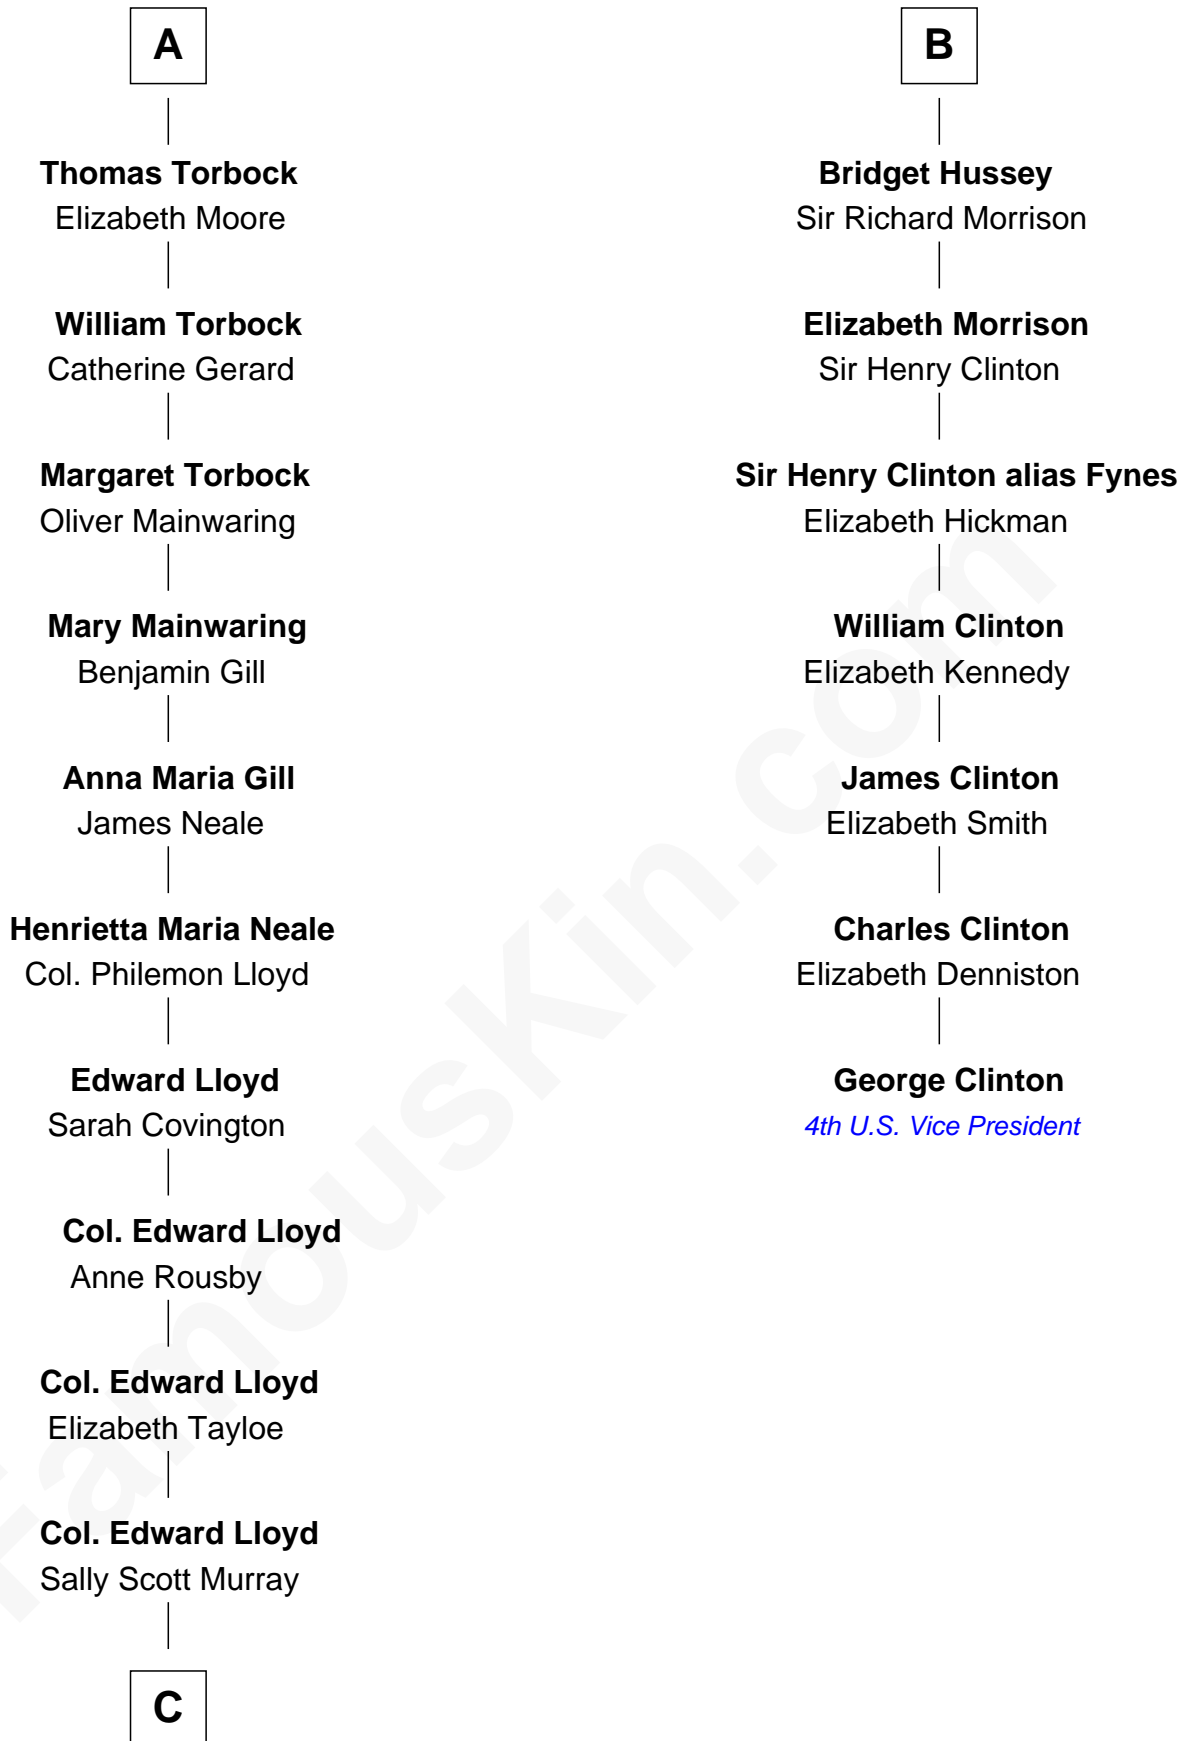 A
Thomas Torbock
Elizabeth Moore
William Torbock
Catherine Gerard
Margaret Torbock
Oliver Mainwaring
Mary Mainwaring
Benjamin Gill
Anna Maria Gill
James Neale
Henrietta Maria Neale
Col. Philemon Lloyd
Edward Lloyd
Sarah Covington
Col. Edward Lloyd
Anne Rousby
Col. Edward Lloyd
Elizabeth Tayloe
Col. Edward Lloyd
Sally Scott Murray
C
B
Bridget Hussey
Sir Richard Morrison
Elizabeth Morrison
Sir Henry Clinton
Sir Henry Clinton alias Fynes
Elizabeth Hickman
William Clinton
Elizabeth Kennedy
James Clinton
Elizabeth Smith
Charles Clinton
Elizabeth Denniston
George Clinton
4th U.S. Vice President
FamousKin.com